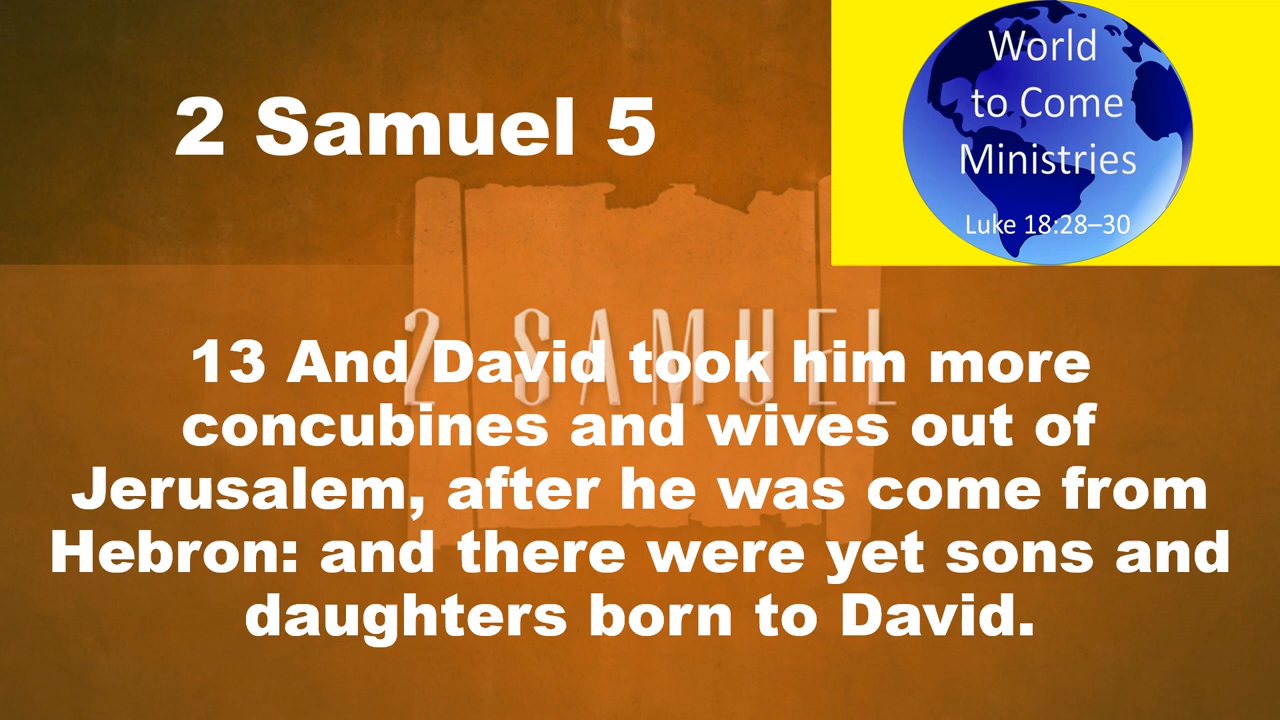 2 Samuel 5
World
to Come
Ministries
Luke 18:28–30
2 SAMUEL
13 And David took him more
concubines and wives out of
Jerusalem, after he was come from
Hebron: and there were yet sons and
daughters born to David.